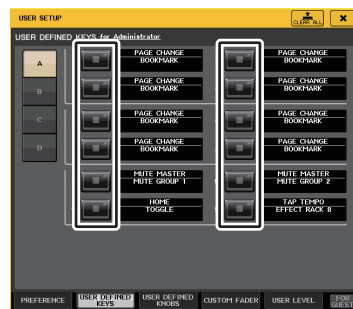 USER SETUP
CLEAR ALL
USER DEFINED KEYS for Administrator
A
B
C
D
PAGE CHANGE
BOOKMARK
PAGE CHANGE
BOOKMARK
PAGE CHANGE
BOOKMARK
PAGE CHANGE
BOOKMARK
PAGE CHANGE
BOOKMARK
PAGE CHANGE
BOOKMARK
PAGE CHANGE
BOOKMARK
PAGE CHANGE
BOOKMARK
MUTE MASTER
MUTE GROUP 1
MUTE MASTER
MUTE GROUP 2
HOME
TOGGLE
TAP TEMPO
EFFECT RACK 8
PREFERENCE
USER DEFINED
KEYS
USER DEFINED
KNOBS
CUSTOM FADER
USER LEVEL
FOR
GUEST